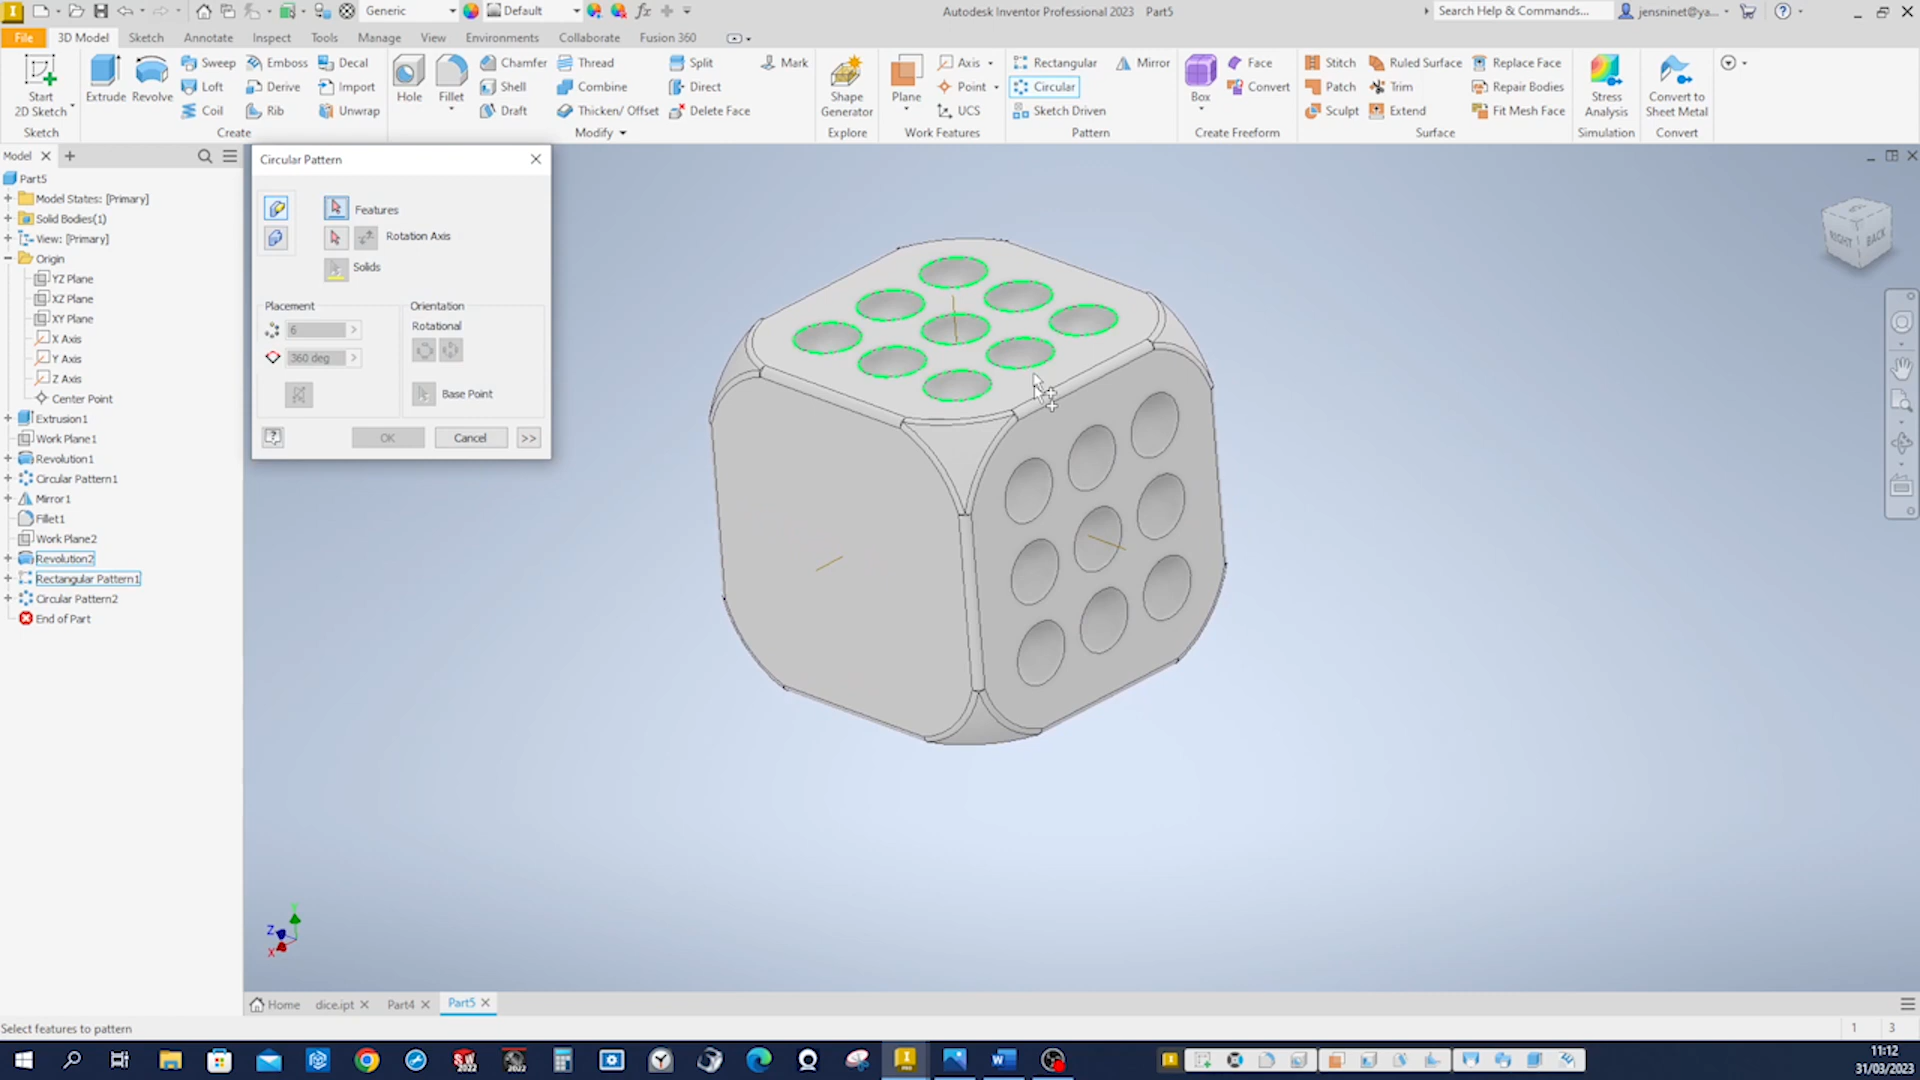 Generic
Default
fx
Autodesk Inventor Professional 2023 Part5
Search Help & Commands...
jensninet@ya...
File
3D Model
Sketch
Annotate
Inspect
Tools
Manage
View
Environments
Collaborate
Fusion 360
Start
2D Sketch
Extrude
Revolve
Sweep
Loft
Coil
Emboss
Derive
Rib
Decal
Import
Unwrap
Hole
Fillet
Chamfer
Shell
Draft
Thread
Combine
Thicken/ Offset
Split
Direct
Delete Face
Mark
Shape
Generator
Plane
Axis
Point
UCS
Rectangular
Circular
Sketch Driven
Mirror
Box
Face
Convert
Stitch
Patch
Sculpt
Ruled Surface
Trim
Extend
Replace Face
Repair Bodies
Fit Mesh Face
Stress
Analysis
Convert to
Sheet Metal
Sketch
Create
Modify
Explore
Work Features
Pattern
Create Freeform
Surface
Simulation
Convert
Model
Part5
Model States: [Primary]
Solid Bodies(1)
View: [Primary]
Origin
YZ Plane
XZ Plane
XY Plane
X Axis
Y Axis
Z Axis
Center Point
Extrusion1
Work Plane1
Revolution1
Circular Pattern1
Mirror1
Fillet1
Work Plane2
Revolution2
Rectangular Pattern1
Circular Pattern2
End of Part
Circular Pattern
Features
Rotation Axis
Solids
Placement
6
360 deg
Orientation
Rotational
Base Point
OK
Cancel
>>
RIGHT
BACK
Y
Z
X
Home
dice.ipt
Part4
Part5
Select features to pattern
1
3
11:12
31/03/2023